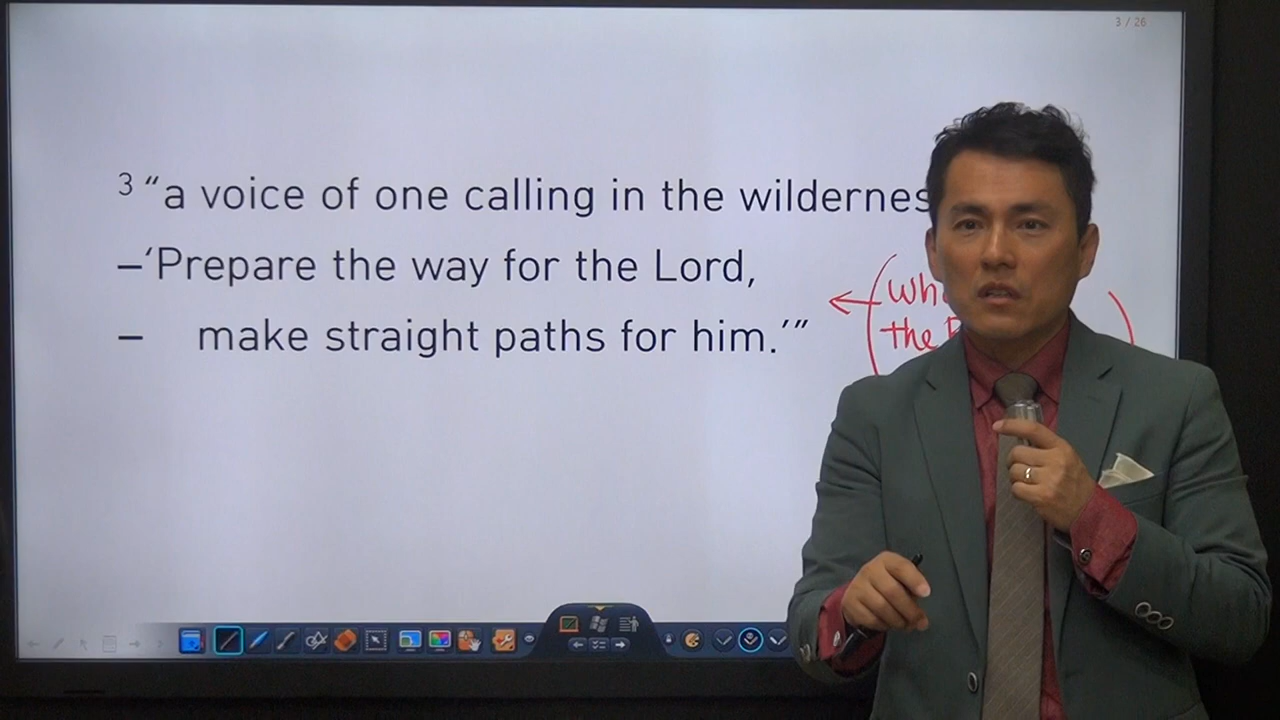 3 / 26
3 “a voice of one calling in the wildernes
–‘Prepare the way for the Lord,
– make straight paths for him.’”
the